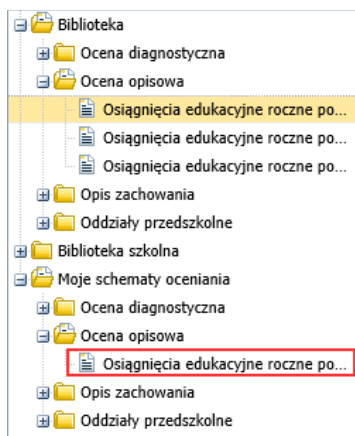 Biblioteka
Ocena diagnostyczna
Ocena opisowa
Osiągnięcia edukacyjne roczne po...
Osiągnięcia edukacyjne roczne po...
Osiągnięcia edukacyjne roczne po...
Opis zachowania
Oddziały przedszkolne
Biblioteka szkolna
Moje schematy oceniania
Ocena diagnostyczna
Ocena opisowa
Osiągnięcia edukacyjne roczne po...
Opis zachowania
Oddziały przedszkolne